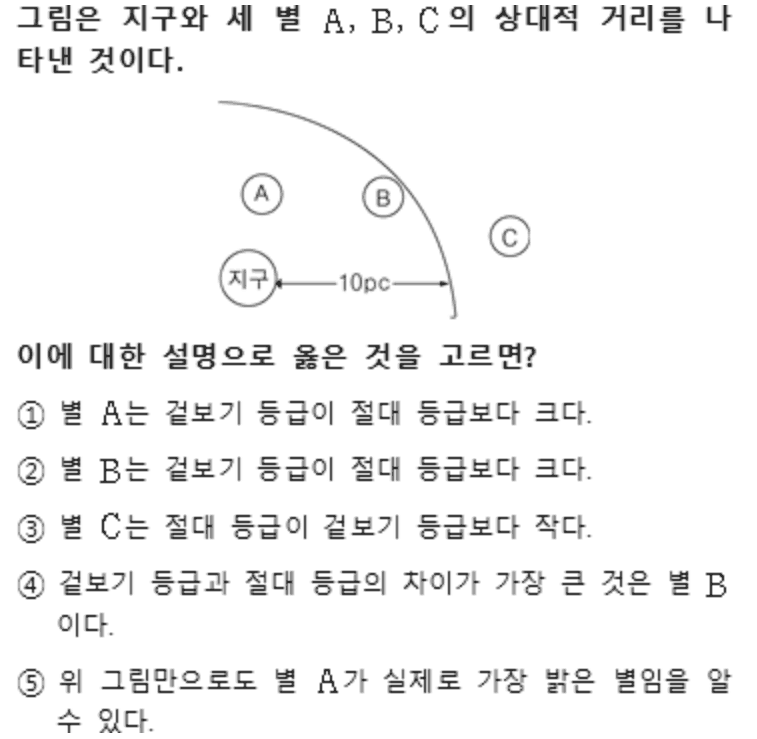 그림은 지구와 세 별 A, B, C의 상대적 거리를 나
타낸 것이다.
A
B
C
지구
10pc
이에 대한 설명으로 옳은 것을 고르면?
① 별 A는 겉보기 등급이 절대 등급보다 크다.
② 별 B는 겉보기 등급이 절대 등급보다 크다.
③ 별 C는 절대 등급이 겉보기 등급보다 작다.
④ 겉보기 등급과 절대 등급의 차이가 가장 큰 것은 별 B
이다.
⑤ 위 그림만으로도 별 A가 실제로 가장 밝은 별임을 알
수 있다.